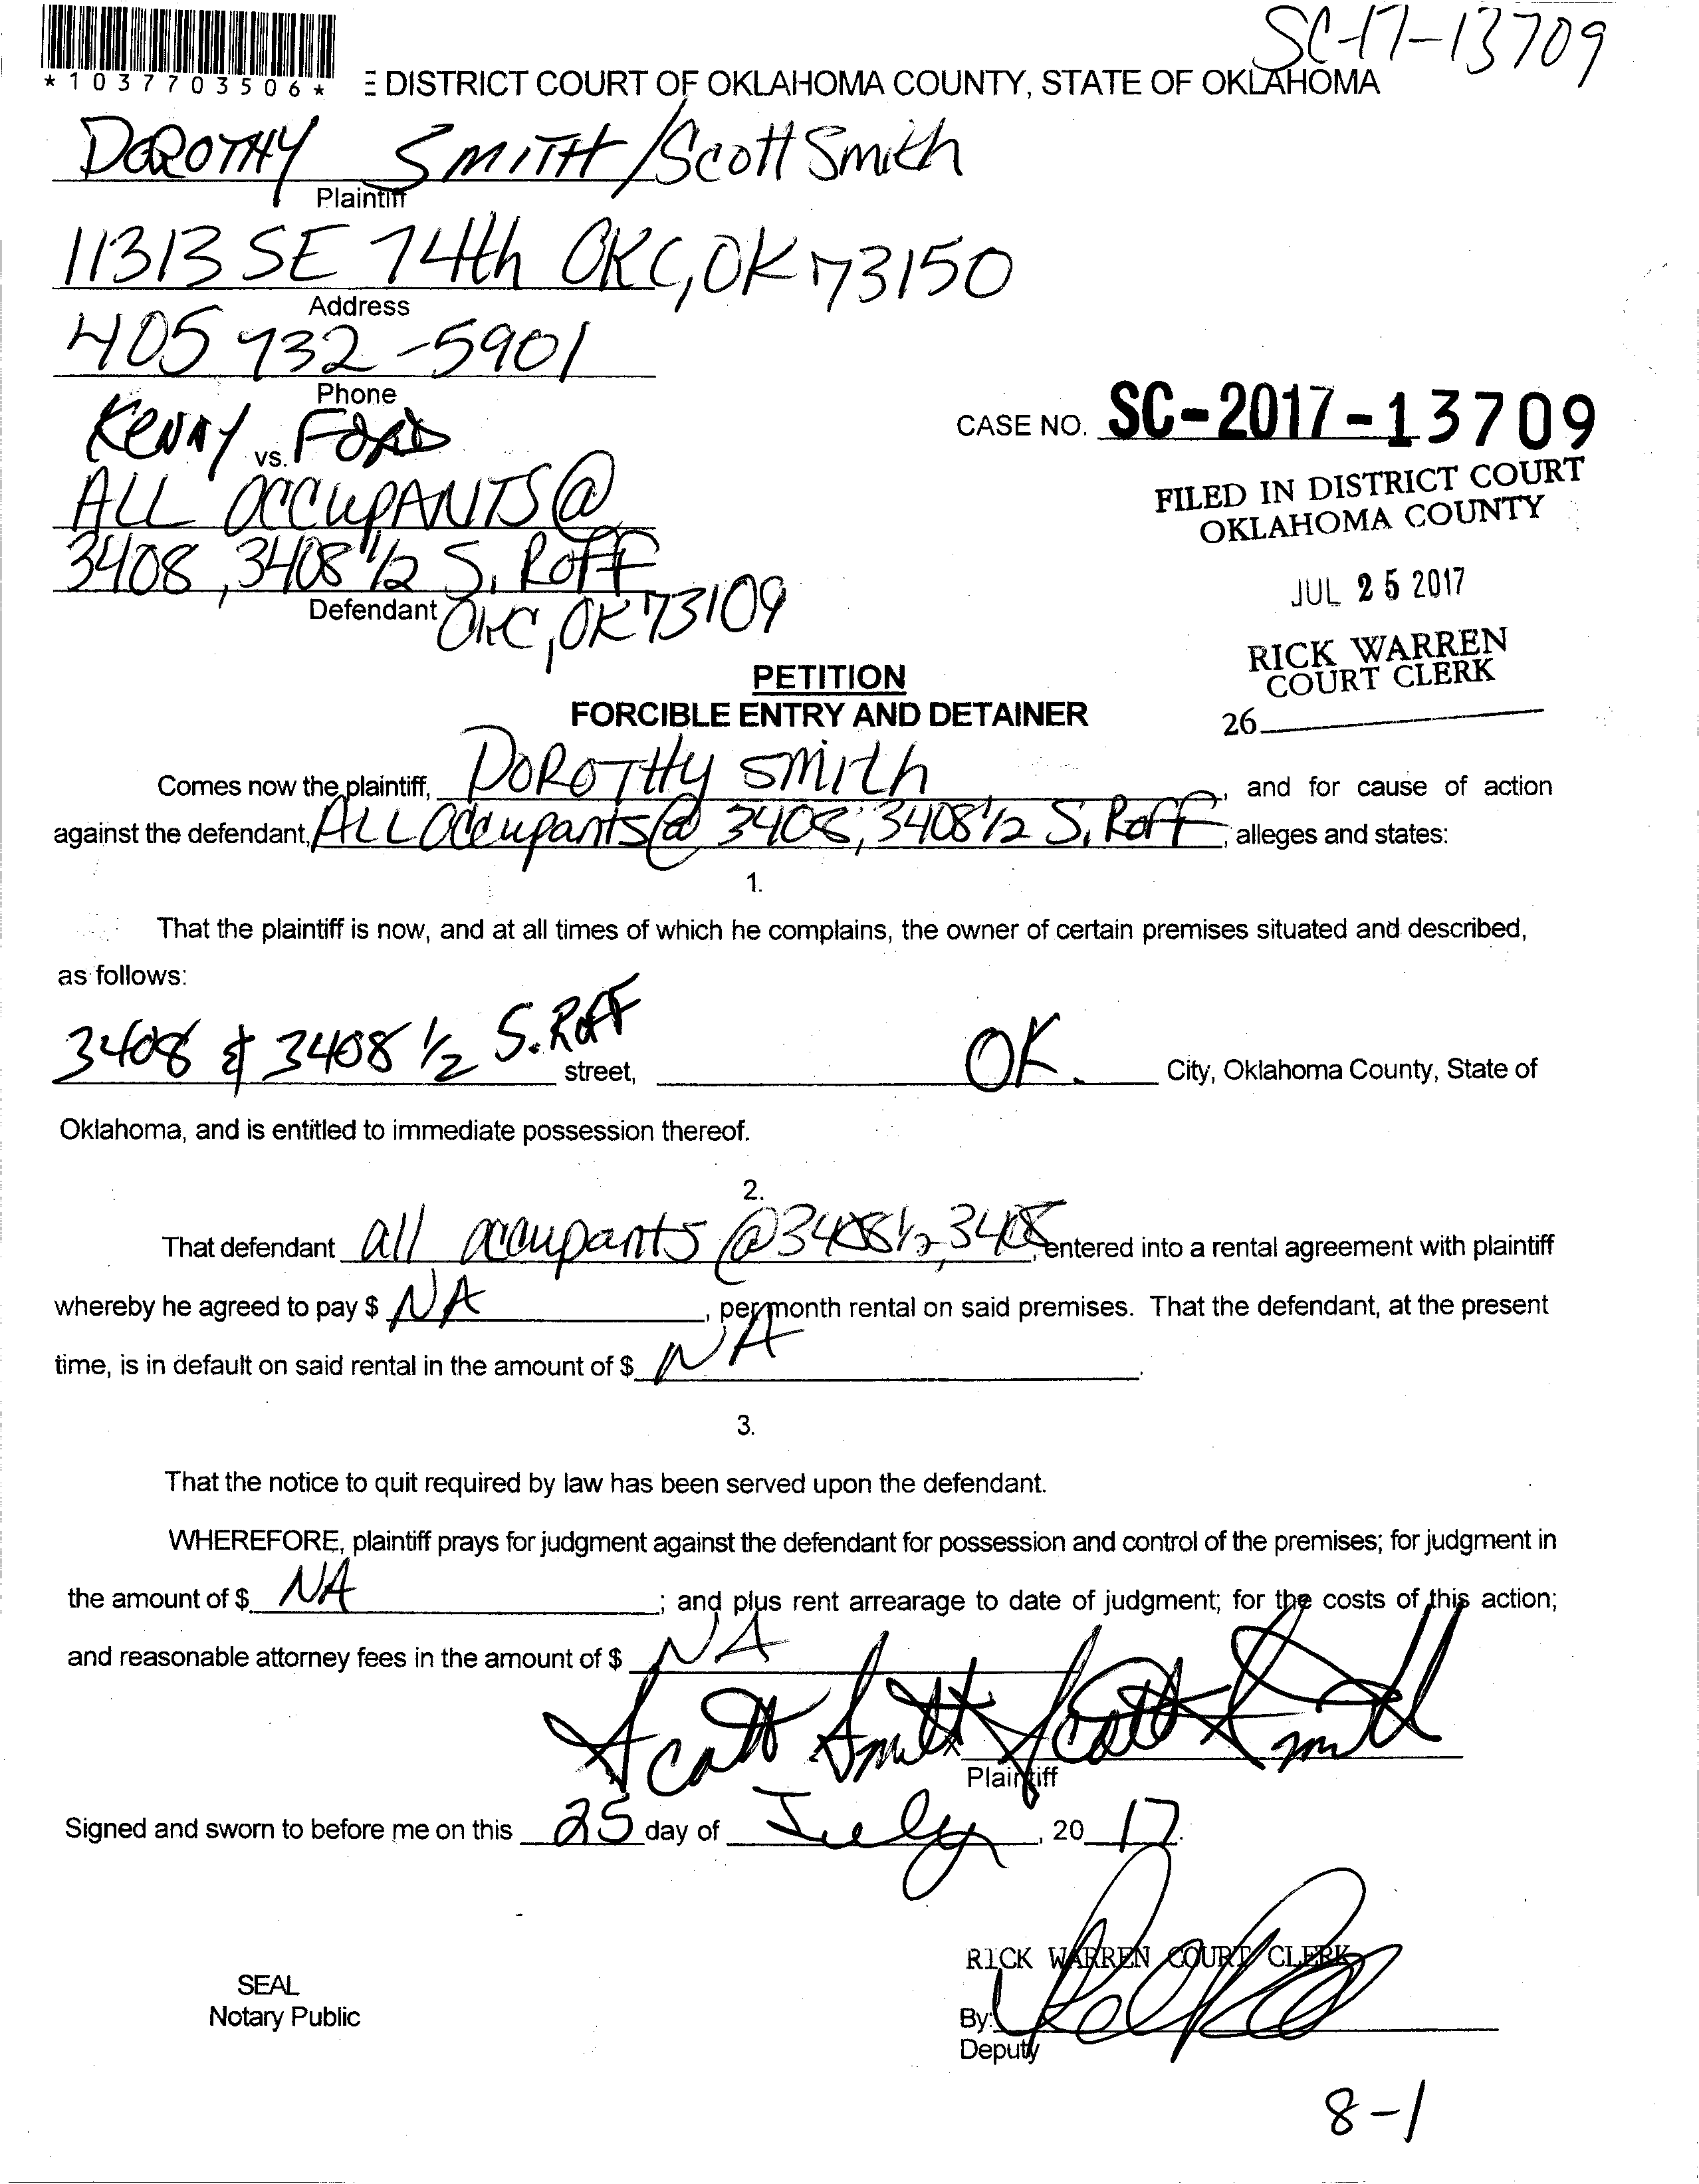 SC-17-13709
*1037703506*
E DISTRICT COURT OF OKLAHOMA COUNTY, STATE OF OKLAHOMA
DOROTHY SMITH/Scott Smith
Plaintiff
11313 SE 74th OKC, OK 73150
Address
405 732-5901
Phone
KENNY FORD
vs.
CASE NO. SC-2017-13709
ALL OCCUPANTS @
3408, 3408 1/2 S. Roff
Defendant OKC, OK 73109
FILED IN DISTRICT COURT
OKLAHOMA COUNTY
JUL 25 2017
RICK WARREN
COURT CLERK
26
PETITION
FORCIBLE ENTRY AND DETAINER
Comes now the plaintiff, DOROTHY SMith, and for cause of action
against the defendant, ALL Occupants @ 3408, 3408 1/2 S. Roff, alleges and states:
1.
That the plaintiff is now, and at all times of which he complains, the owner of certain premises situated and described,
as follows:
3408 & 3408 1/2 S. Roff street, OK. City, Oklahoma County, State of
Oklahoma, and is entitled to immediate possession thereof.
2.
That defendant all occupants @ 3408 1/2, 3408, entered into a rental agreement with plaintiff
whereby he agreed to pay $ NA, per month rental on said premises. That the defendant, at the present
time, is in default on said rental in the amount of $ NA.
3.
That the notice to quit required by law has been served upon the defendant.
WHEREFORE, plaintiff prays for judgment against the defendant for possession and control of the premises; for judgment in
the amount of $ NA; and plus rent arrearage to date of judgment; for the costs of this action;
and reasonable attorney fees in the amount of $ NA
Scott Smith Scott Smith
Plaintiff
Signed and sworn to before me on this 25 day of July, 2017.
RICK WARREN COURT CLERK
SEAL
Notary Public
By:
Deputy
8-1